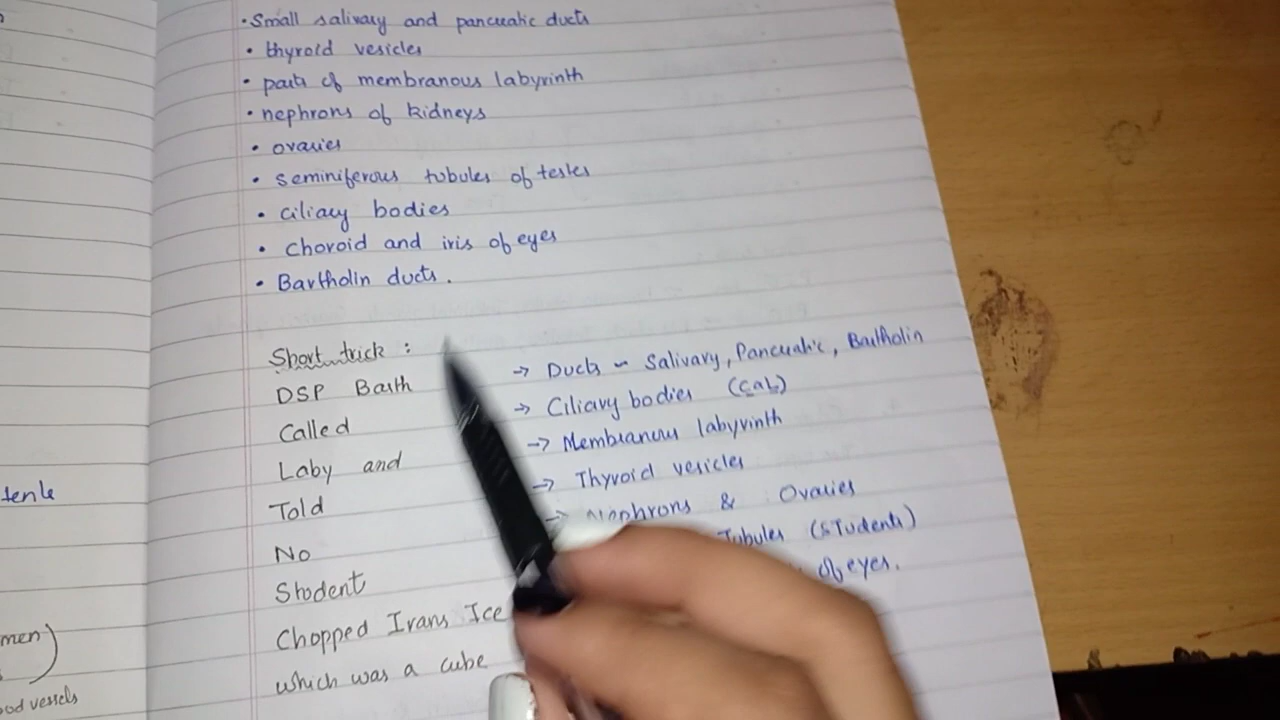 • Small salivary and pancreatic ducts
• thyroid vesicles
• parts of membranous labyrinth
• nephrons of kidneys
• ovaries
• seminiferous tubules of testes
• ciliary bodies
• choroid and iris of eyes
• Bartholin ducts.
Short trick :
DSP Barth → Ducts - Salivary, Pancreatic, Bartholin
Called → Ciliary bodies (Cal)
Laby and → Membranous labyrinth
Told → Thyroid vesicles
No → Nephrons & Ovaries
Student Tubules (STudents)
Chopped Irans Ice of eyes.
which was a cube
men)